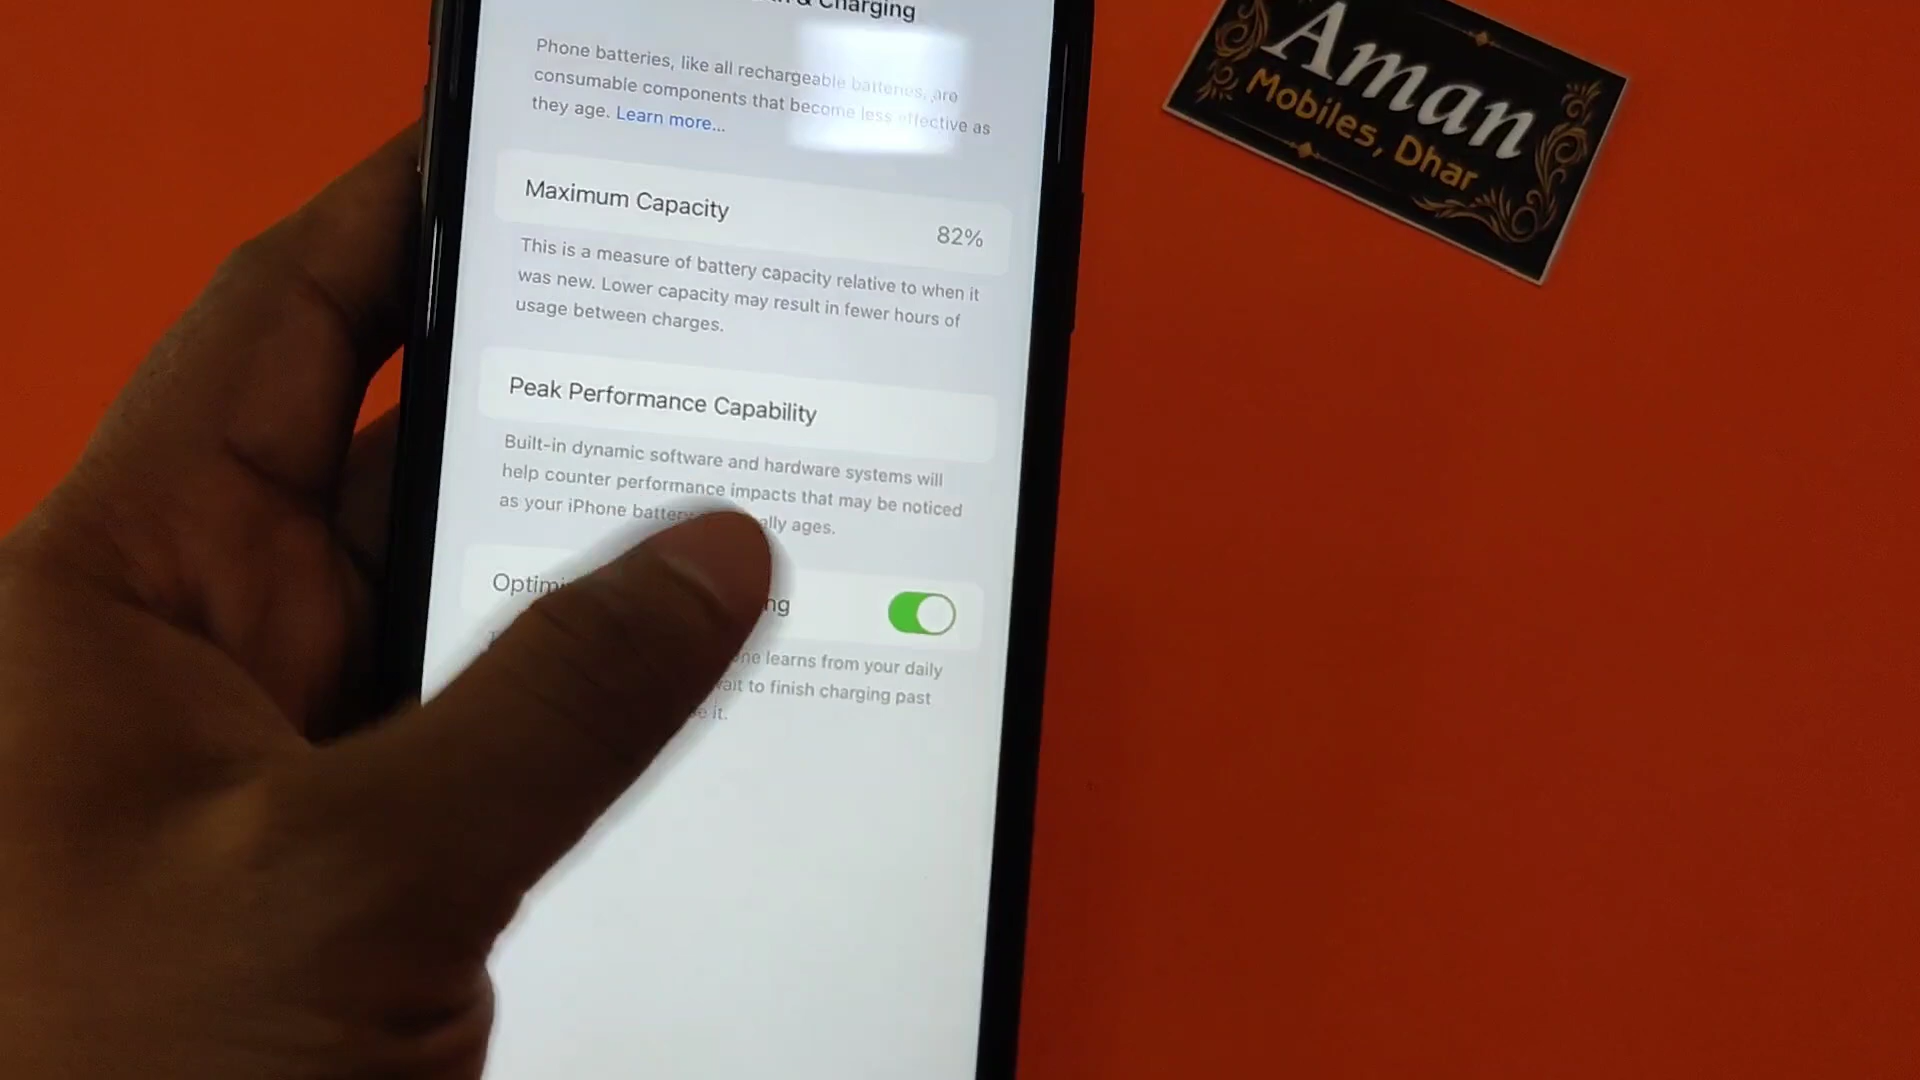 & Charging
Phone batteries, like all rechargeable batteries, are
consumable components that become less effective as
they age. Learn more...
Maximum Capacity
82%
This is a measure of battery capacity relative to when it
was new. Lower capacity may result in fewer hours of
usage between charges.
Peak Performance Capability
Built-in dynamic software and hardware systems will
help counter performance impacts that may be noticed
as your iPhone battery ally ages.
Optimi ng
ne learns from your daily
wait to finish charging past
e it.
Aman
Mobiles, Dhar